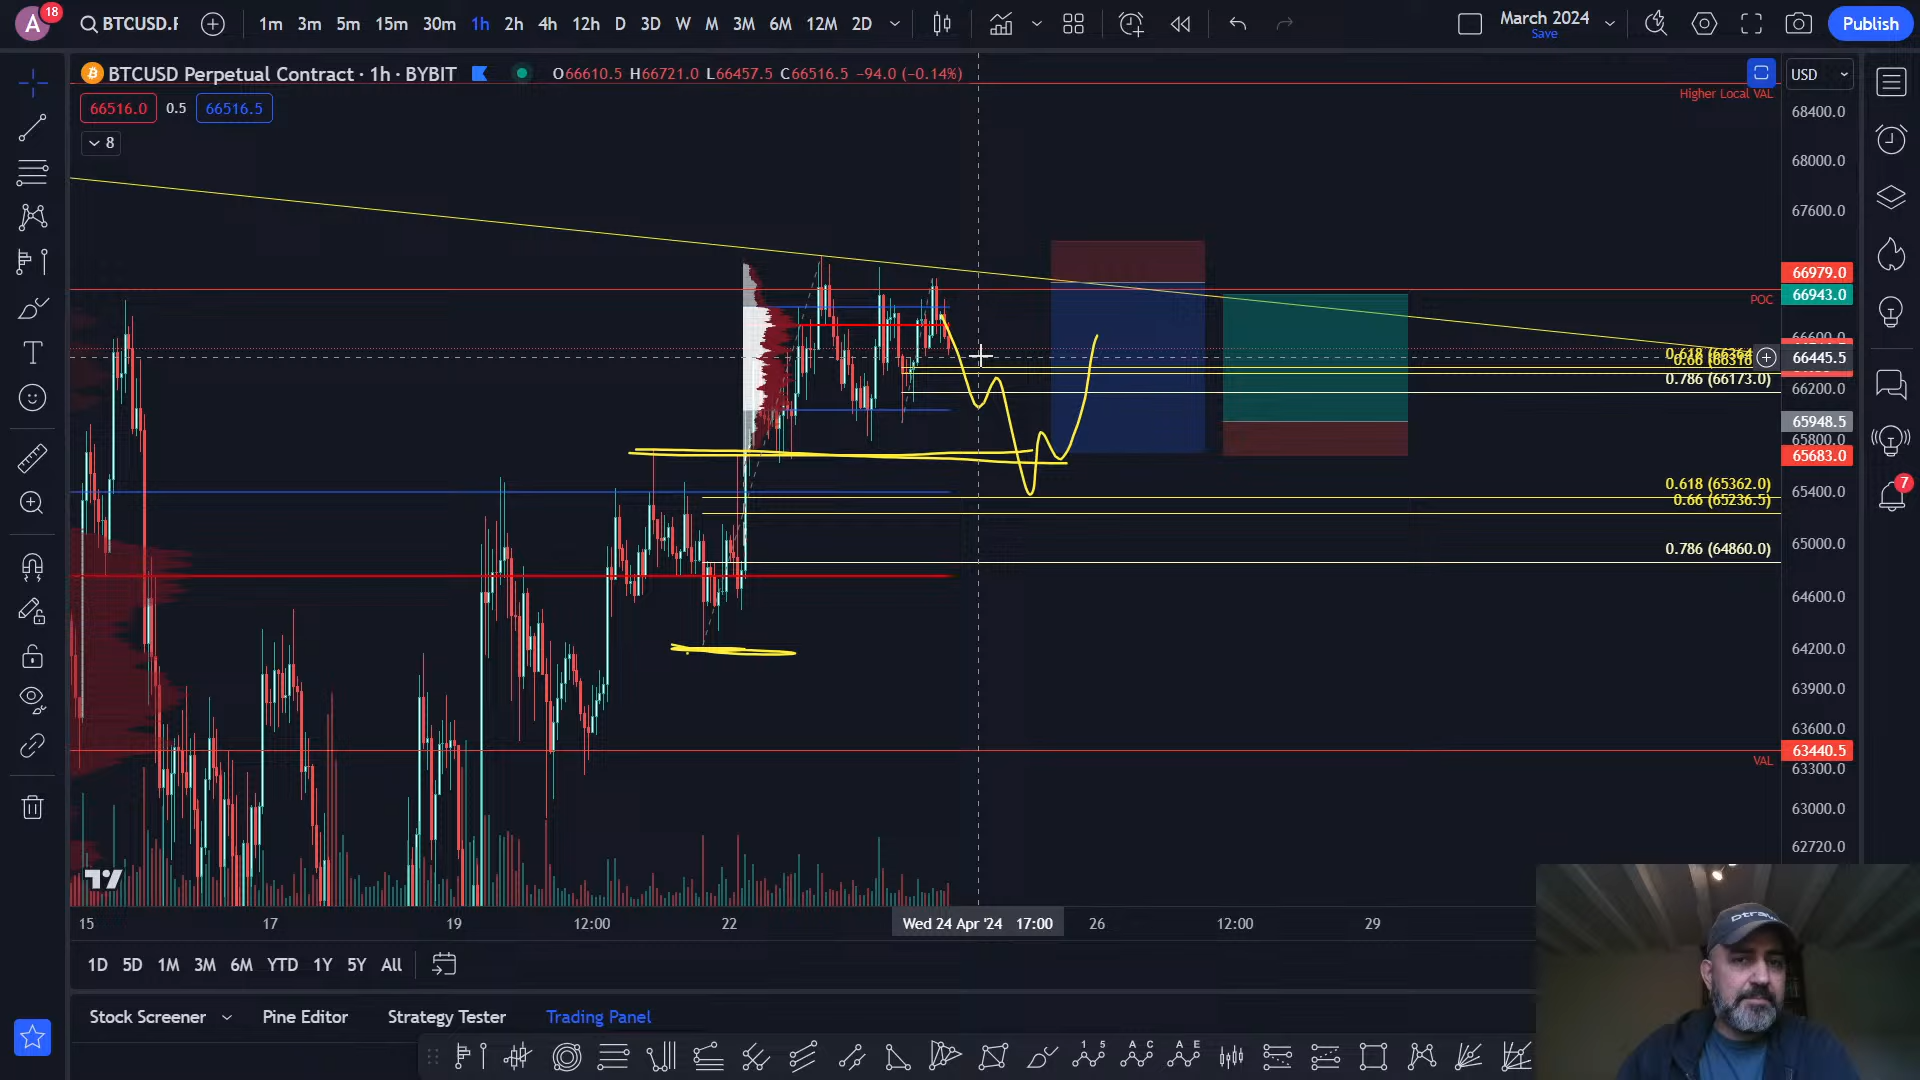 A
18
BTCUSD.F
1m 3m 5m 15m 30m 1h 2h 4h 12h D 3D W M 3M 6M 12M 2D
March 2024
Save
Publish
BTCUSD Perpetual Contract · 1h · BYBIT
O66610.5 H66721.0 L66457.5 C66516.5 −94.0 (−0.14%)
USD
Higher Local VAL
66516.0 0.5 66516.5
8
68400.0
68000.0
67600.0
66979.0
66943.0
POC
66445.5
0.786 (66173.0)
66200.0
65948.5
65800.0
65683.0
0.618 (65362.0)
0.66 (65236.5)
65400.0
65000.0
0.786 (64860.0)
64600.0
64200.0
63900.0
63600.0
63440.5
VAL
63300.0
63000.0
62720.0
7
15 17 19 12:00 22 Wed 24 Apr '24 17:00 26 12:00 29
1D 5D 1M 3M 6M YTD 1Y 5Y All
Stock Screener Pine Editor Strategy Tester Trading Panel
1 5
A C
A E